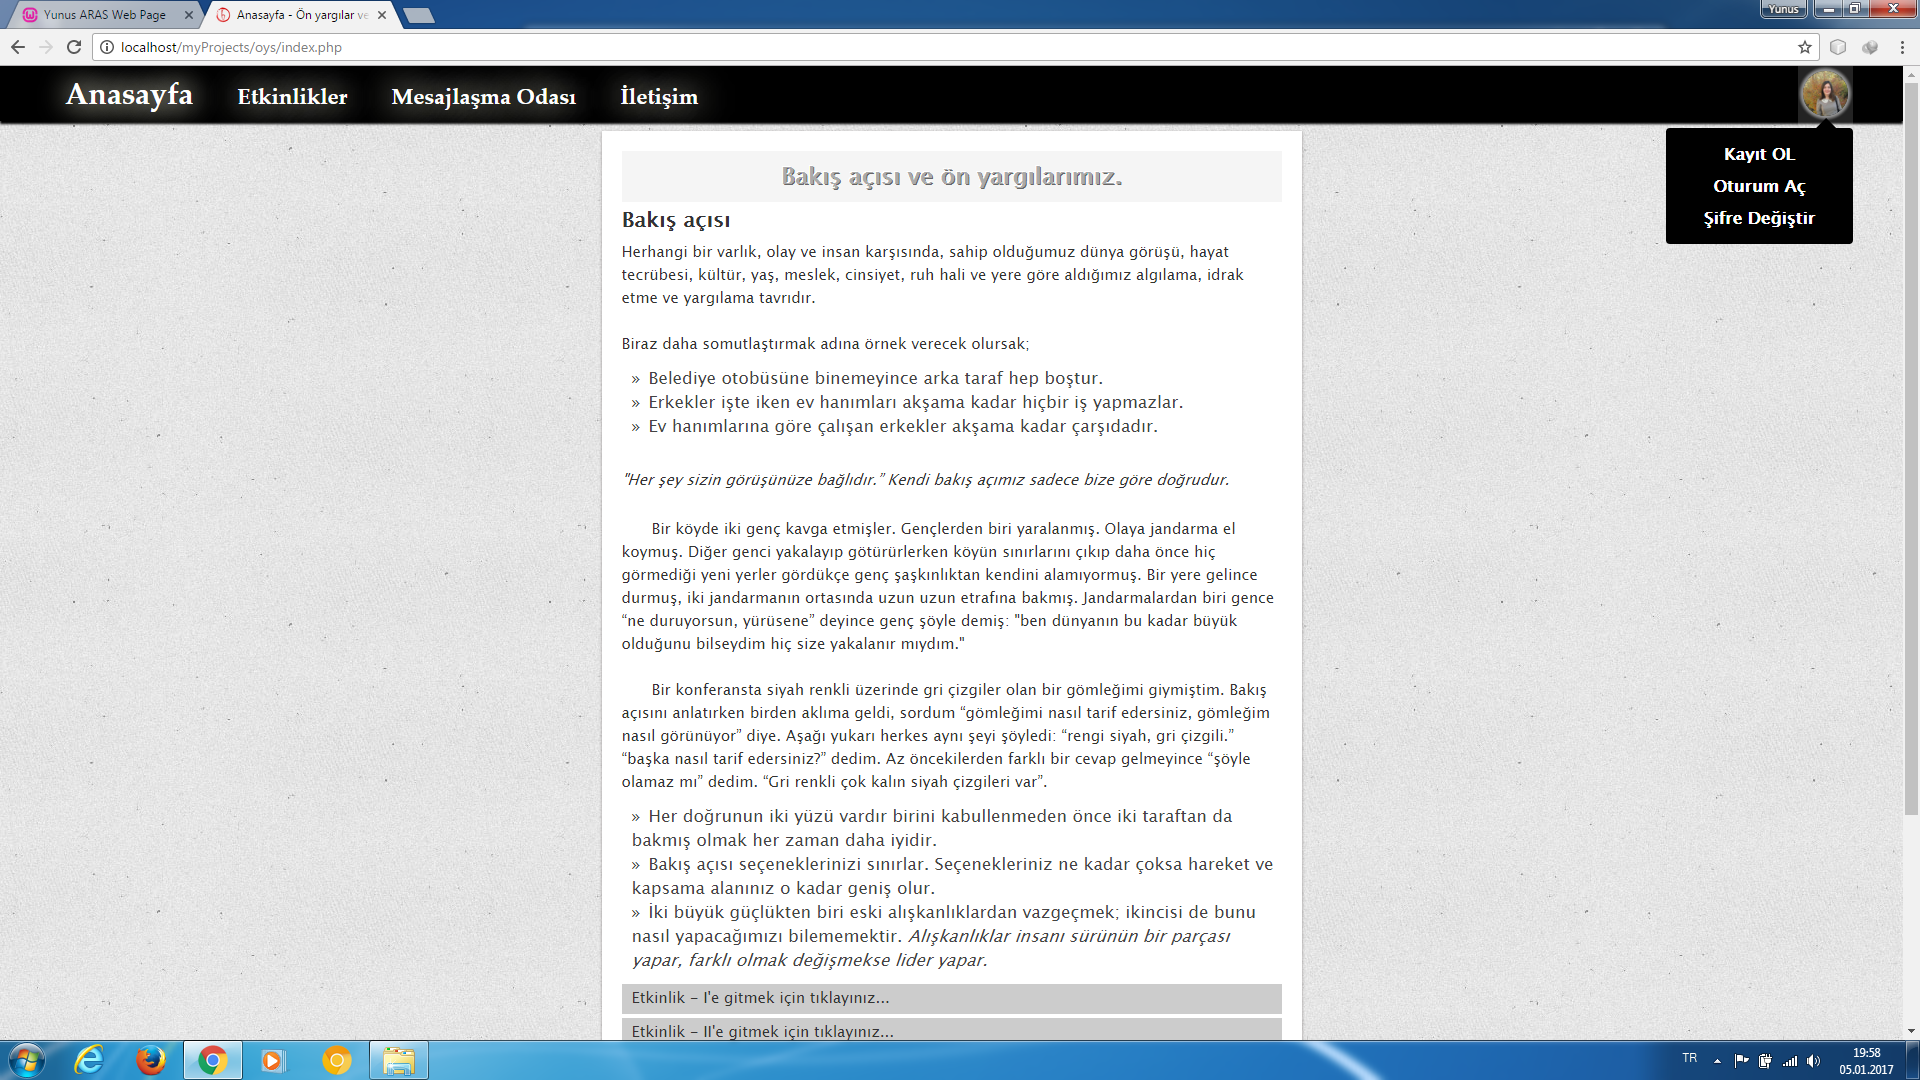 Yunus ARAS Web Page
Anasayfa - Ön yargılar ve
Yunus
localhost/myProjects/oys/index.php
Anasayfa
Etkinlikler
Mesajlaşma Odası
İletişim
Kayıt OL
Oturum Aç
Şifre Değiştir
Bakış açısı ve ön yargılarımız.
Bakış açısı
Herhangi bir varlık, olay ve insan karşısında, sahip olduğumuz dünya görüşü, hayat
tecrübesi, kültür, yaş, meslek, cinsiyet, ruh hali ve yere göre aldığımız algılama, idrak
etme ve yargılama tavrıdır.
Biraz daha somutlaştırmak adına örnek verecek olursak;
» Belediye otobüsüne binemeyince arka taraf hep boştur.
» Erkekler işte iken ev hanımları akşama kadar hiçbir iş yapmazlar.
» Ev hanımlarına göre çalışan erkekler akşama kadar çarşıdadır.
"Her şey sizin görüşünüze bağlıdır.” Kendi bakış açımız sadece bize göre doğrudur.
Bir köyde iki genç kavga etmişler. Gençlerden biri yaralanmış. Olaya jandarma el
koymuş. Diğer genci yakalayıp götürürlerken köyün sınırlarını çıkıp daha önce hiç
görmediği yeni yerler gördükçe genç şaşkınlıktan kendini alamıyormuş. Bir yere gelince
durmuş, iki jandarmanın ortasında uzun uzun etrafına bakmış. Jandarmalardan biri gence
“ne duruyorsun, yürüsene” deyince genç şöyle demiş: "ben dünyanın bu kadar büyük
olduğunu bilseydim hiç size yakalanır mıydım."
Bir konferansta siyah renkli üzerinde gri çizgiler olan bir gömleğimi giymiştim. Bakış
açısını anlatırken birden aklıma geldi, sordum “gömleğimi nasıl tarif edersiniz, gömleğim
nasıl görünüyor” diye. Aşağı yukarı herkes aynı şeyi şöyledi: “rengi siyah, gri çizgili.”
“başka nasıl tarif edersiniz?” dedim. Az öncekilerden farklı bir cevap gelmeyince “şöyle
olamaz mı” dedim. “Gri renkli çok kalın siyah çizgileri var”.
» Her doğrunun iki yüzü vardır birini kabullenmeden önce iki taraftan da
bakmış olmak her zaman daha iyidir.
» Bakış açısı seçeneklerinizi sınırlar. Seçenekleriniz ne kadar çoksa hareket ve
kapsama alanınız o kadar geniş olur.
» İki büyük güçlükten biri eski alışkanlıklardan vazgeçmek; ikincisi de bunu
nasıl yapacağımızı bilememektir. Alışkanlıklar insanı sürünün bir parçası
yapar, farklı olmak değişmekse lider yapar.
Etkinlik - I'e gitmek için tıklayınız...
Etkinlik - II'e gitmek için tıklayınız...
TR
19:58
05.01.2017